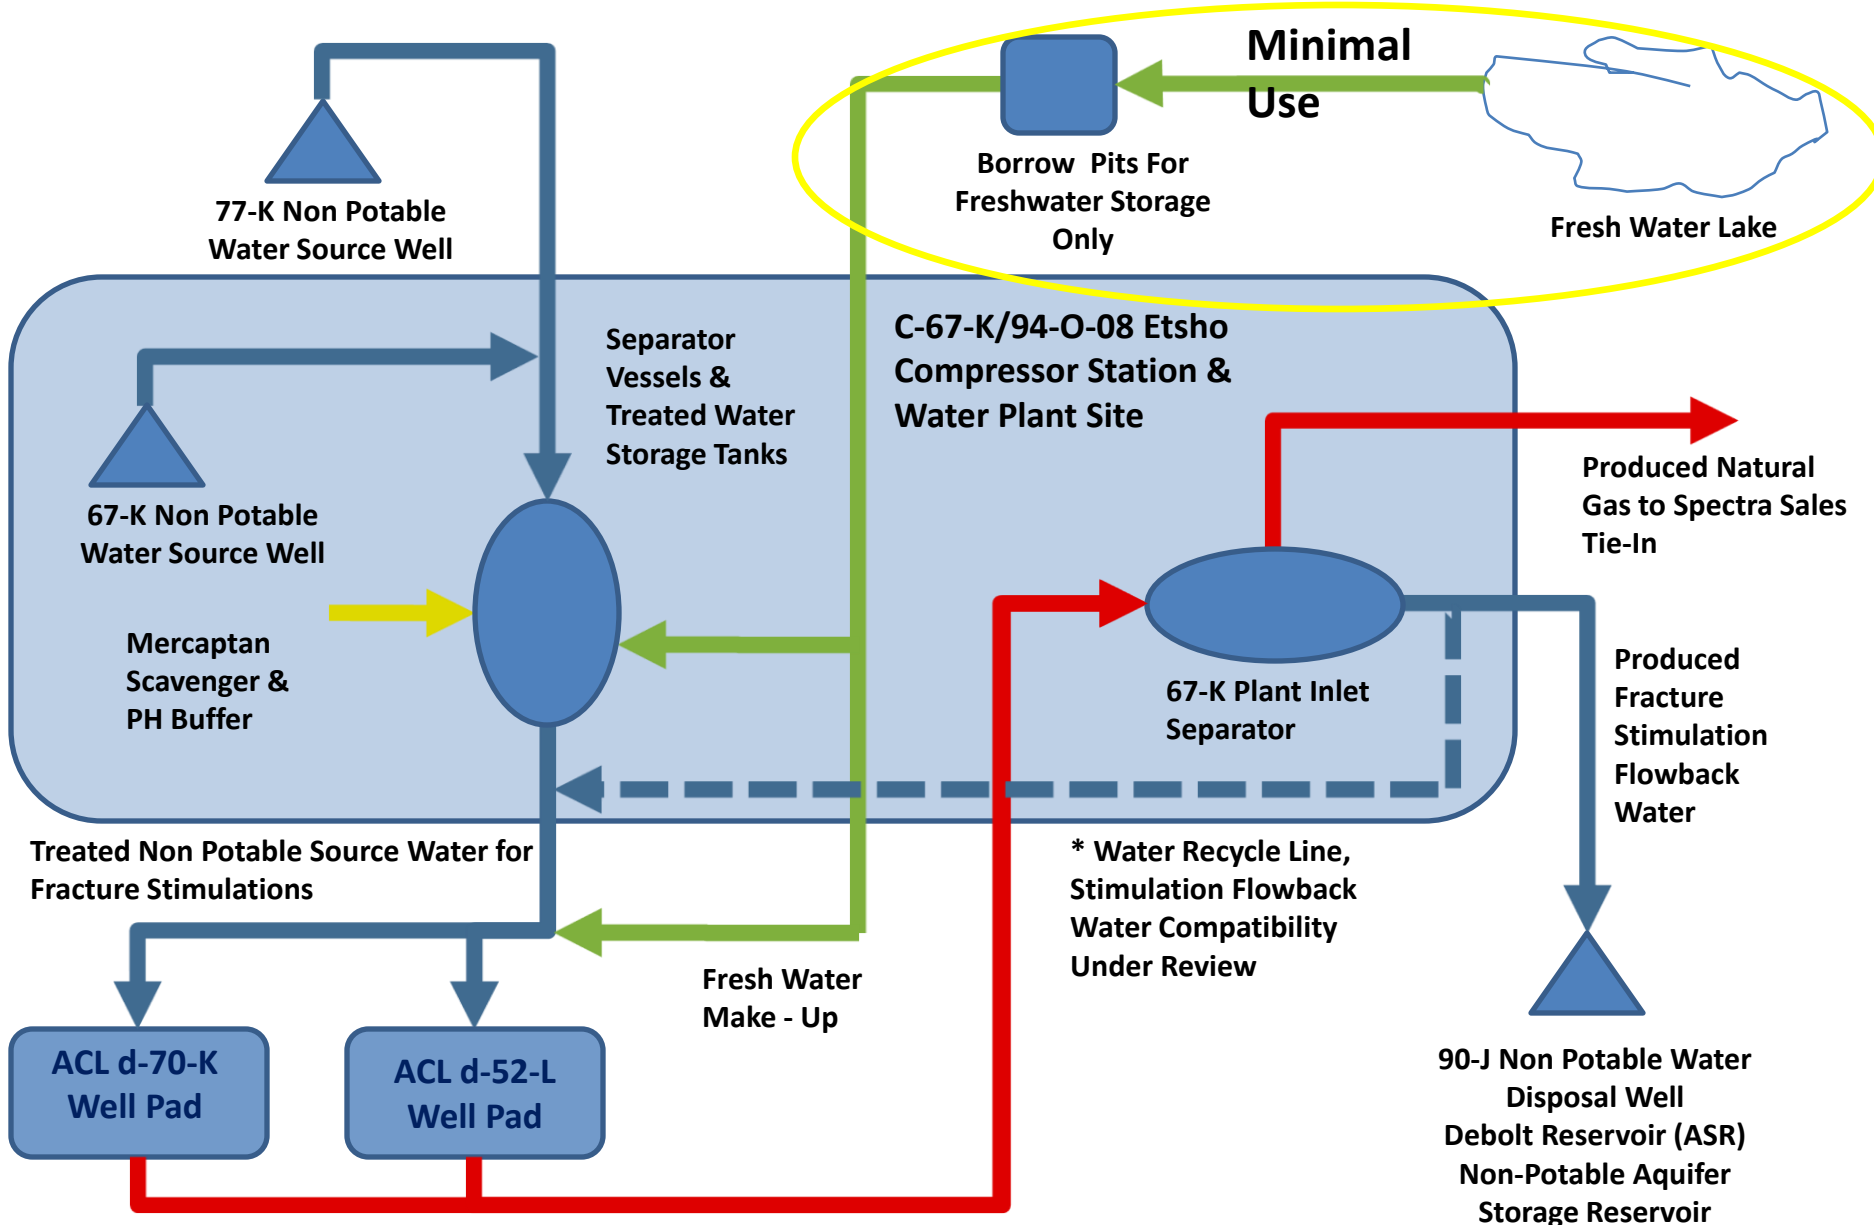 Minimal
Use
Borrow  Pits For
Freshwater Storage
Only
Fresh Water Lake
77-K Non Potable
Water Source Well
Separator
Vessels &
Treated Water
Storage Tanks
C-67-K/94-O-08 Etsho
Compressor Station &
Water Plant Site
67-K Non Potable
Water Source Well
Produced Natural
Gas to Spectra Sales
Tie-In
Mercaptan
Scavenger &
PH Buffer
67-K Plant Inlet
Separator
Produced
Fracture
Stimulation
Flowback
Water
Treated Non Potable Source Water for
Fracture Stimulations
* Water Recycle Line,
Stimulation Flowback
Water Compatibility
Under Review
Fresh Water
Make - Up
ACL d-70-K
Well Pad
ACL d-52-L
Well Pad
90-J Non Potable Water
Disposal Well
Debolt Reservoir (ASR)
Non-Potable Aquifer
Storage Reservoir